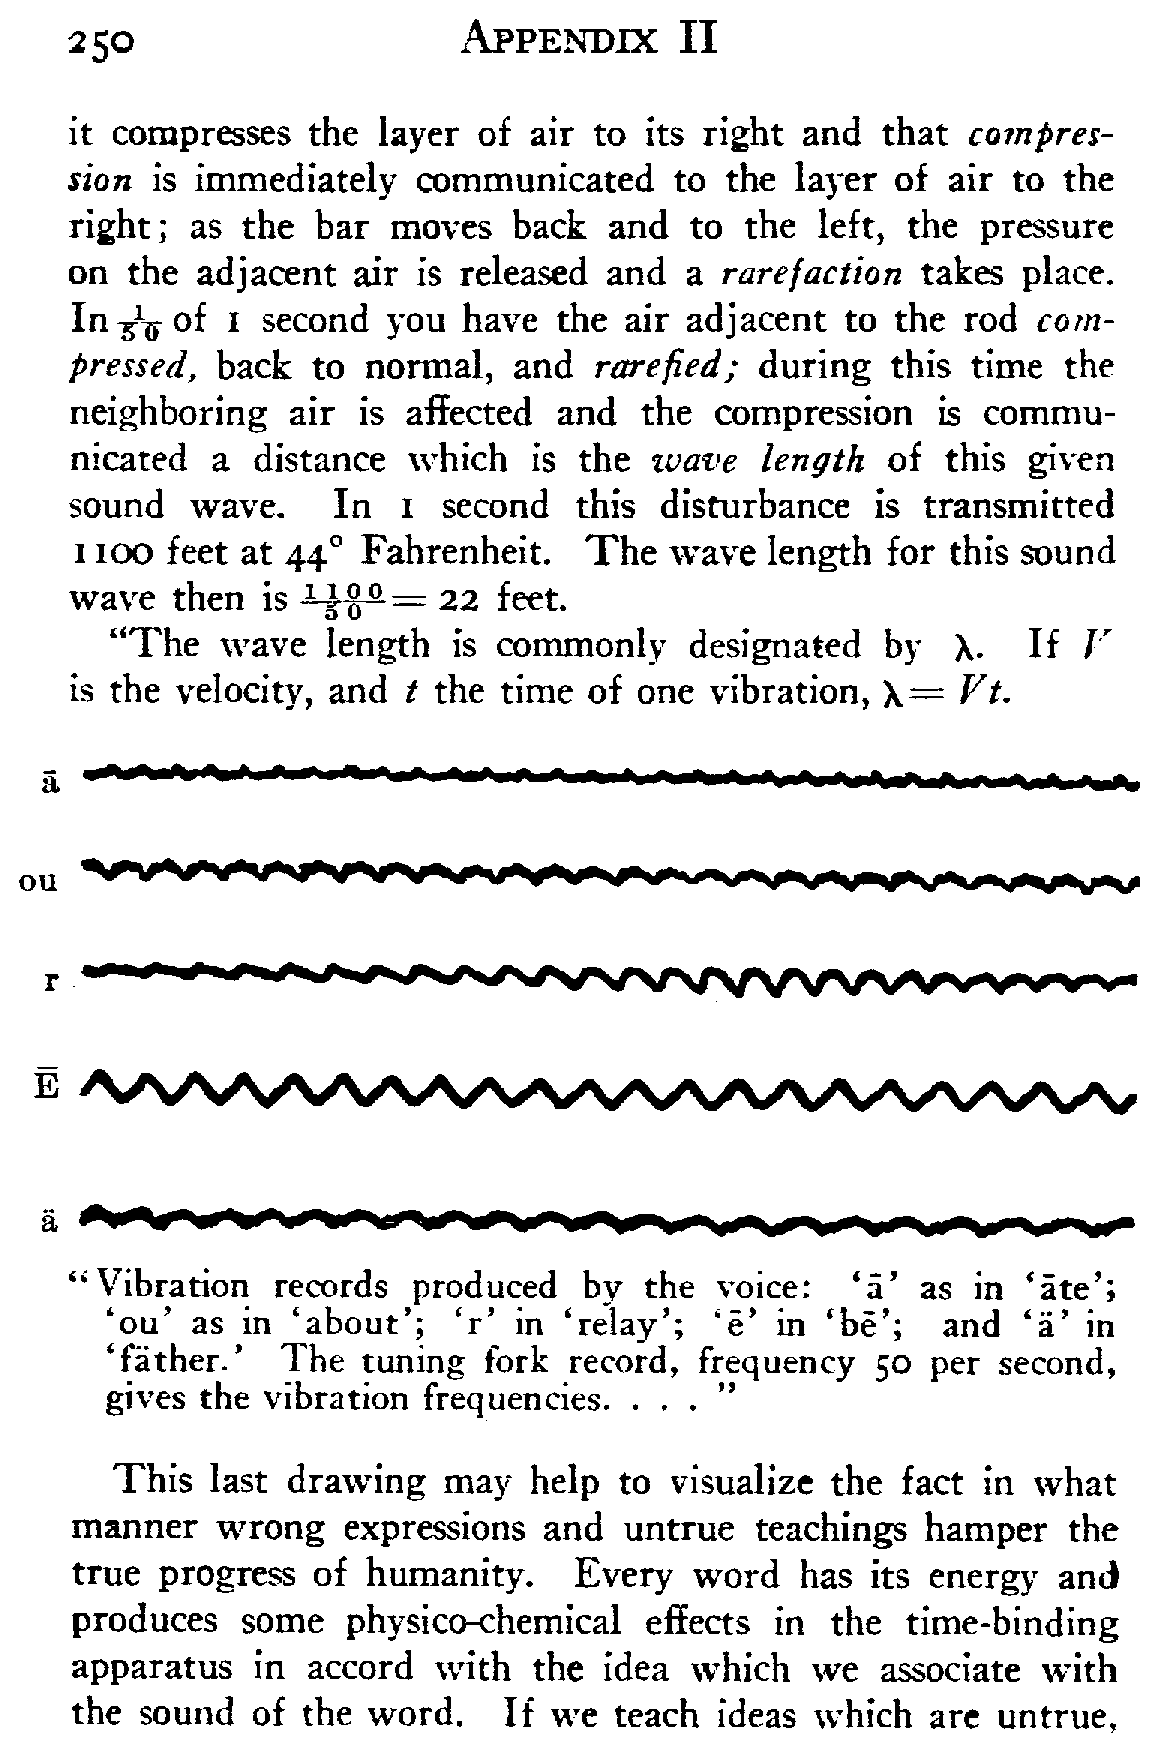 250 APPENDIX II
it compresses the layer of air to its right and that compres-
sion is immediately communicated to the layer of air to the
right; as the bar moves back and to the left, the pressure
on the adjacent air is released and a rarefaction takes place.
In 1/50 of 1 second you have the air adjacent to the rod com-
pressed, back to normal, and rarefied; during this time the
neighboring air is affected and the compression is commu-
nicated a distance which is the wave length of this given
sound wave. In 1 second this disturbance is transmitted
1100 feet at 44° Fahrenheit. The wave length for this sound
wave then is 1100/50 = 22 feet.
"The wave length is commonly designated by λ. If V
is the velocity, and t the time of one vibration, λ = Vt.
ā
ou
r
Ē
ä
"Vibration records produced by the voice: 'ā' as in 'āte';
'ou' as in 'about'; 'r' in 'relay'; 'ē' in 'bē'; and 'ä' in
'fäther.' The tuning fork record, frequency 50 per second,
gives the vibration frequencies. . . . "
This last drawing may help to visualize the fact in what
manner wrong expressions and untrue teachings hamper the
true progress of humanity. Every word has its energy and
produces some physico-chemical effects in the time-binding
apparatus in accord with the idea which we associate with
the sound of the word. If we teach ideas which are untrue,